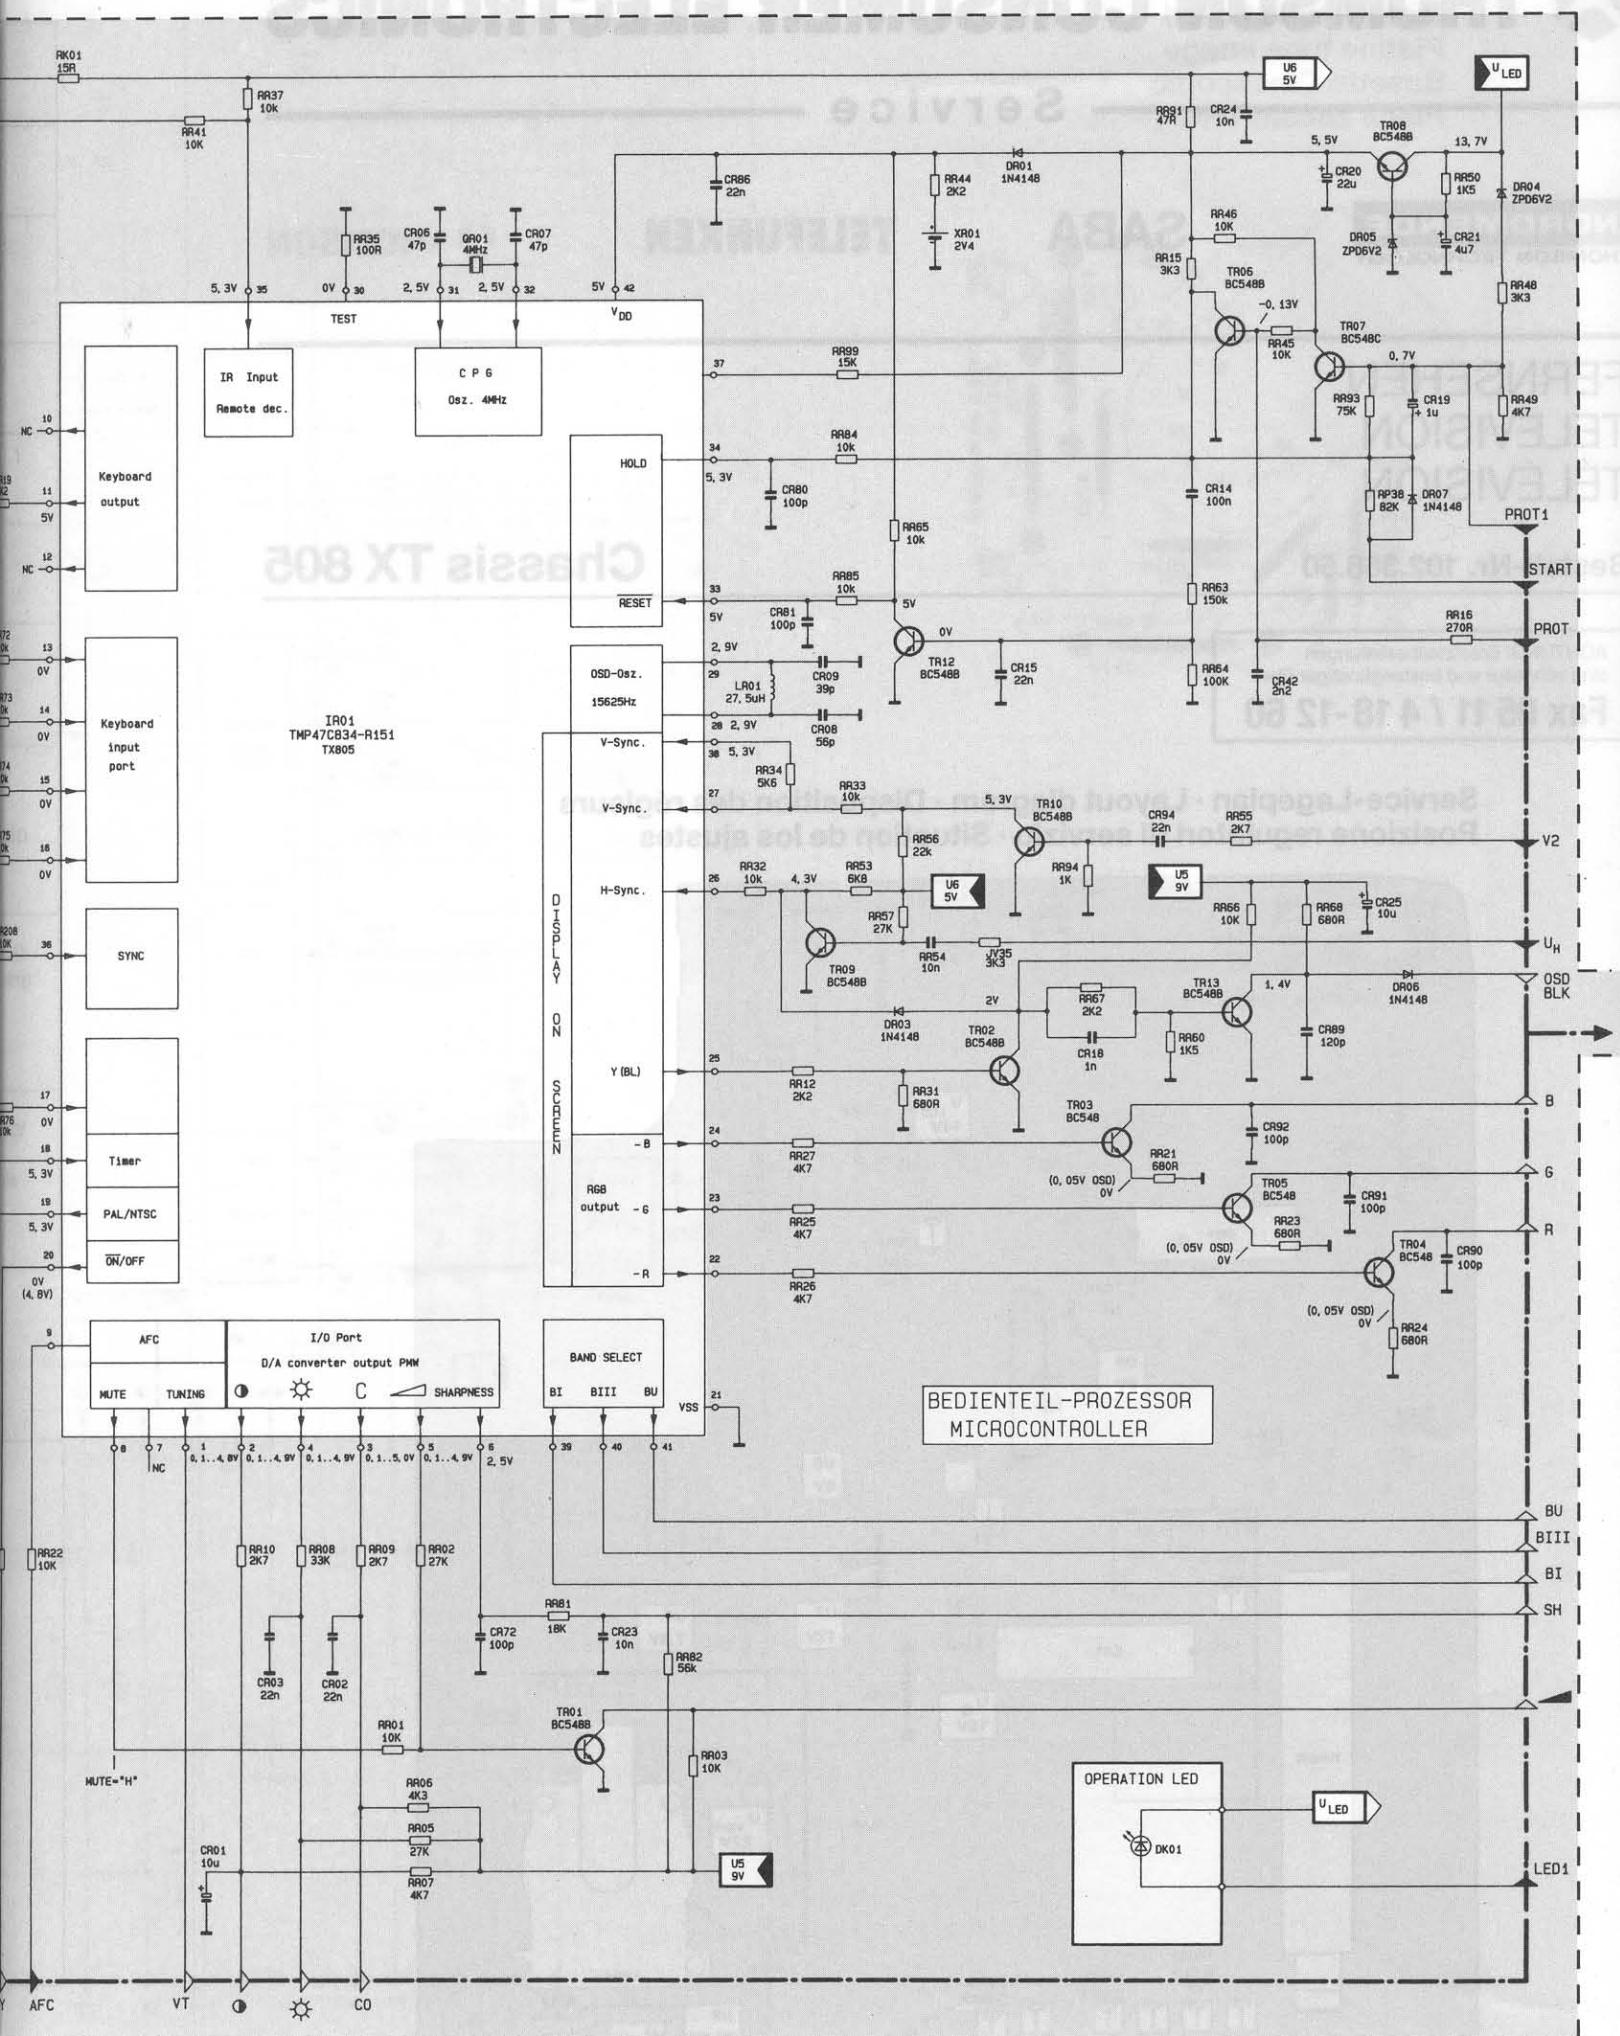 RK01
15R
RR37
10k
RR41
10K
U6
5V
U LED
RR91
47R
CR24
10n
TR08
BC548B
5,5V
13,7V
CR86
22n
DR01
1N4148
RR44
2K2
CR20
22u
RR50
1K5
DR04
ZPD6V2
RR46
10K
XR01
2V4
DR05
ZPD6V2
CR21
4u7
RR35
100R
CR06
47p
QR01
4MHz
CR07
47p
RR15
3K3
TR06
BC548B
RR48
3K3
5,3V 35
0V 30
2,5V 31
2,5V 32
5V 42
-0,13V
TEST
VDD
RR45
10K
TR07
BC548C
0,7V
37
RR99
15K
IR Input
Remote dec.
C P G
Osz. 4MHz
RR93
75K
CR19
1u
RR49
4K7
10
NC
Keyboard
output
11
5V
12
NC
HOLD
34
5,3V
RR84
10k
CR80
100p
CR14
100n
RP38
82K
DR07
1N4148
PROT1
RR65
10k
START
RESET
33
5V
RR85
10k
CR81
100p
5V
RR63
150k
RR16
270R
PROT
0V
TR12
BC548B
CR15
22n
RR64
100K
CR42
2n2
13
0V
14
0V
15
0V
16
0V
Keyboard
input
port
IR01
TMP47C834-R151
TX805
OSD-Osz.
15625Hz
2,9V
29
LR01
27,5uH
CR09
39p
28 2,9V
CR08
56p
V-Sync.
38 5,3V
RR34
5K6
V-Sync.
27
RR33
10k
5,3V
TR10
BC548B
CR94
22n
RR55
2K7
V2
RR56
22k
RR94
1K
U5
9V
H-Sync.
26
RR32
10k
4,3V
RR53
6K8
U6
5V
RR66
10K
RR68
680R
CR25
10u
RR57
27K
TR09
BC548B
RR54
10n
JV35
3K3
UH
36
SYNC
DISPLAY ON SCREEN
OSD
BLK
RR67
2K2
TR13
BC548B
1,4V
DR06
1N4148
2V
DR03
1N4148
TR02
BC548B
CR18
1n
RR60
1K5
CR89
120p
Y(BL)
25
RR12
2K2
RR31
680R
TR03
BC548
B
17
0V
-B
24
RR27
4K7
CR92
100p
RR21
680R
(0,05V OSD)
0V
18
5,3V
Timer
TR05
BC548
G
CR91
100p
RGB
output
-G
23
RR25
4K7
RR23
680R
(0,05V OSD)
0V
19
5,3V
PAL/NTSC
R
TR04
BC548
CR90
100p
20
0V
(4,8V)
ON/OFF
-R
22
RR26
4K7
(0,05V OSD)
0V
RR24
680R
9
AFC
I/O Port
D/A converter output PMW
BAND SELECT
MUTE
TUNING
C
SHARPNESS
BI
BIII
BU
VSS
21
BEDIENTEIL-PROZESSOR
MICROCONTROLLER
8
7
NC
1
0,1..4,8V
2
0,1..4,9V
4
0,1..4,9V
3
0,1..5,0V
5
0,1..4,9V
6
2,5V
39
40
41
BU
BIII
BI
SH
RR22
10K
RR10
2K7
RR08
33K
RR09
2K7
RR02
27K
RR81
18K
CR03
22n
CR02
22n
CR72
100p
CR23
10n
RR82
56k
RR01
10K
TR01
BC548B
RR03
10K
MUTE="H"
RR06
4K3
RR05
27K
RR07
4K7
CR01
10u
U5
9V
OPERATION LED
DK01
U LED
LED1
AFC
VT
CO